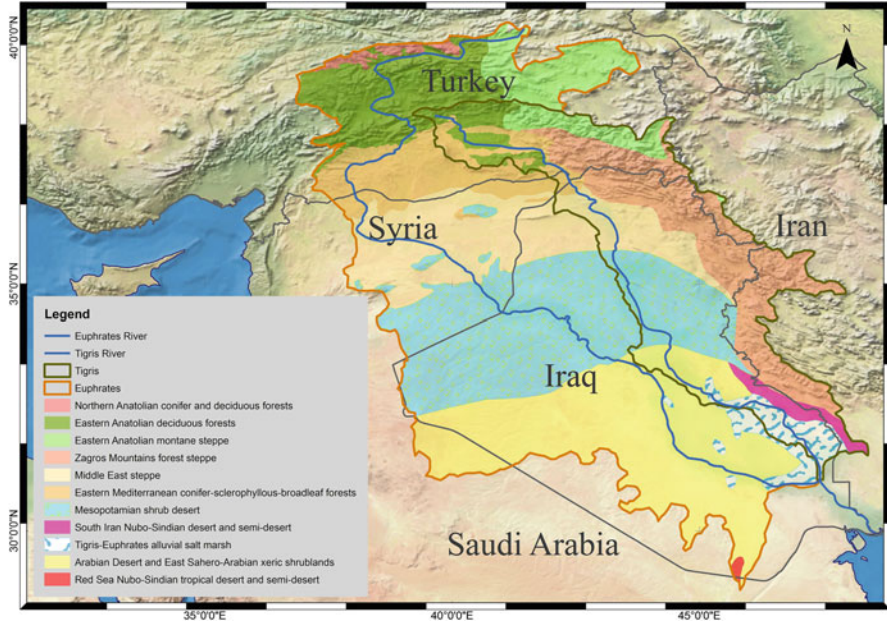 N
40°0'0"N
Turkey
Syria
Iran
35°0'0"N
Iraq
Legend
Euphrates River
Tigris River
Tigris
Euphrates
Northern Anatolian conifer and deciduous forests
Eastern Anatolian deciduous forests
Eastern Anatolian montane steppe
Zagros Mountains forest steppe
Middle East steppe
Eastern Mediterranean conifer-sclerophyllous-broadleaf forests
Mesopotamian shrub desert
South Iran Nubo-Sindian desert and semi-desert
Tigris-Euphrates alluvial salt marsh
Arabian Desert and East Sahero-Arabian xeric shrublands
Red Sea Nubo-Sindian tropical desert and semi-desert
30°0'0"N
Saudi Arabia
35°0'0"E
40°0'0"E
45°0'0"E